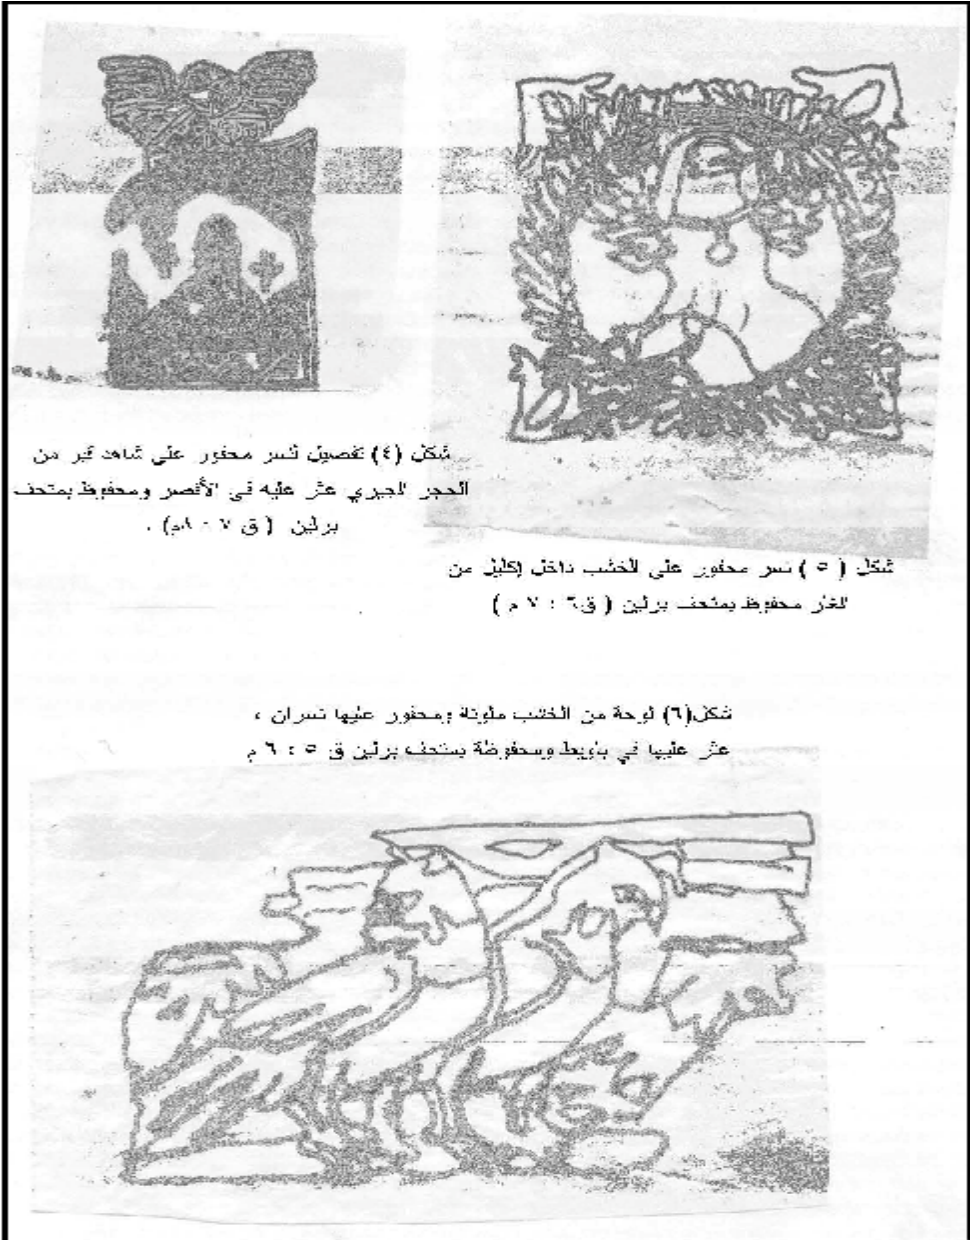 شكل (٤) تفصيل لنسر محفور على شاهد قبر من
الحجر الجيري عثر عليه فى الأقصر ومحفوظ بمتحف
برلين ( ق ٧ - ٨م) .
شكل ( ٥ ) نسر محفور على الخشب داخل إكليل من
الغار محفوظ بمتحف برلين ( ق٦ : ٧ م )
شكل(٦) لوحة من الخشب ملونة ومحفور عليها نسران ،
عثر عليها في باويط ومحفوظة بمتحف برلين ق ٥ : ٦ م